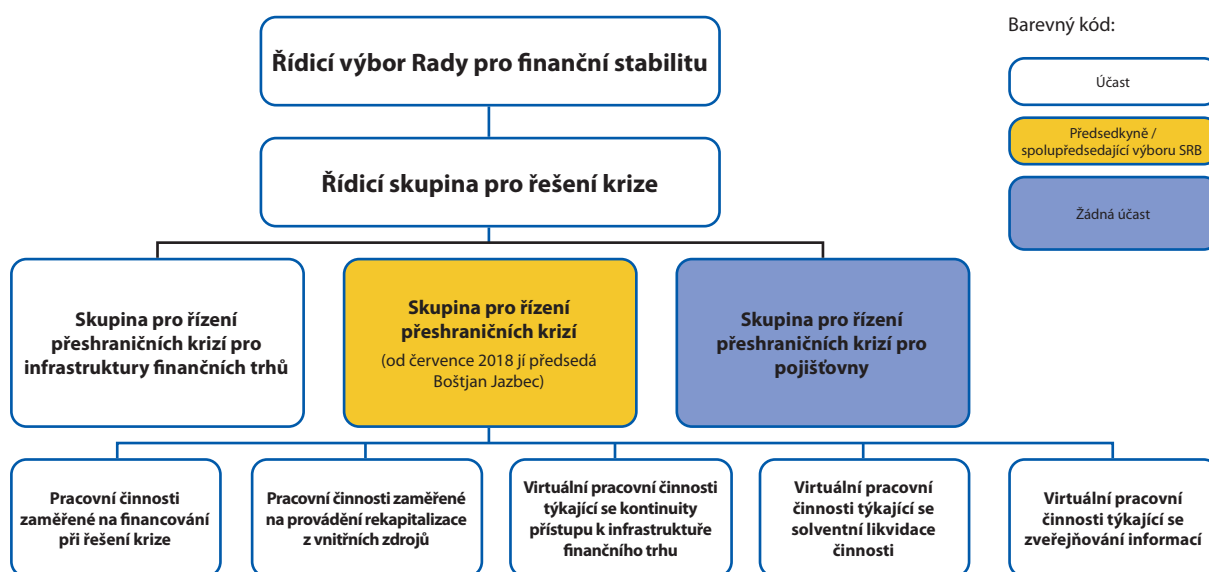 Řídicí výbor Rady pro finanční stabilitu
Řídicí skupina pro řešení krize
Barevný kód:
Účast
Předsedkyně /
spolupředsedající výboru SRB
Žádná účast
Skupina pro řízení
přeshraničních krizí pro
infrastruktury finančních trhů
Skupina pro řízení
přeshraničních krizí
(od července 2018 jí předsedá
Boštjan Jazbec)
Skupina pro řízení
přeshraničních krizí pro
pojišťovny
Pracovní činnosti
zaměřené na financování
při řešení krize
Pracovní činnosti zaměřené
na provádění rekapitalizace
z vnitřních zdrojů
Virtuální pracovní činnosti
týkající se kontinuity
přístupu k infrastruktuře
finančního trhu
Virtuální pracovní
činnosti týkající se
solventní likvidace
činnosti
Virtuální pracovní
činnosti týkající se
zveřejňování informací